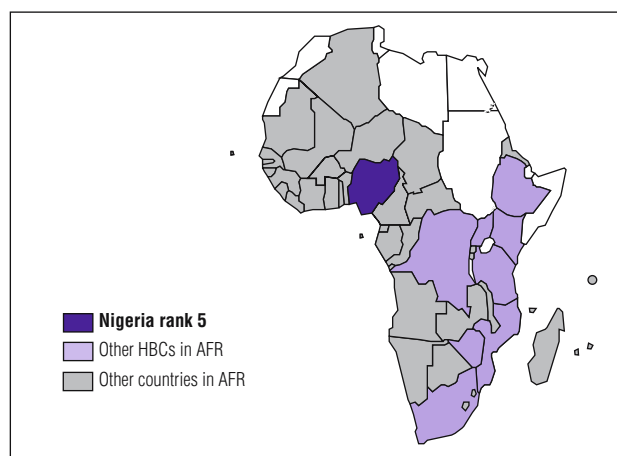 Nigeria rank 5
Other HBCs in AFR
Other countries in AFR